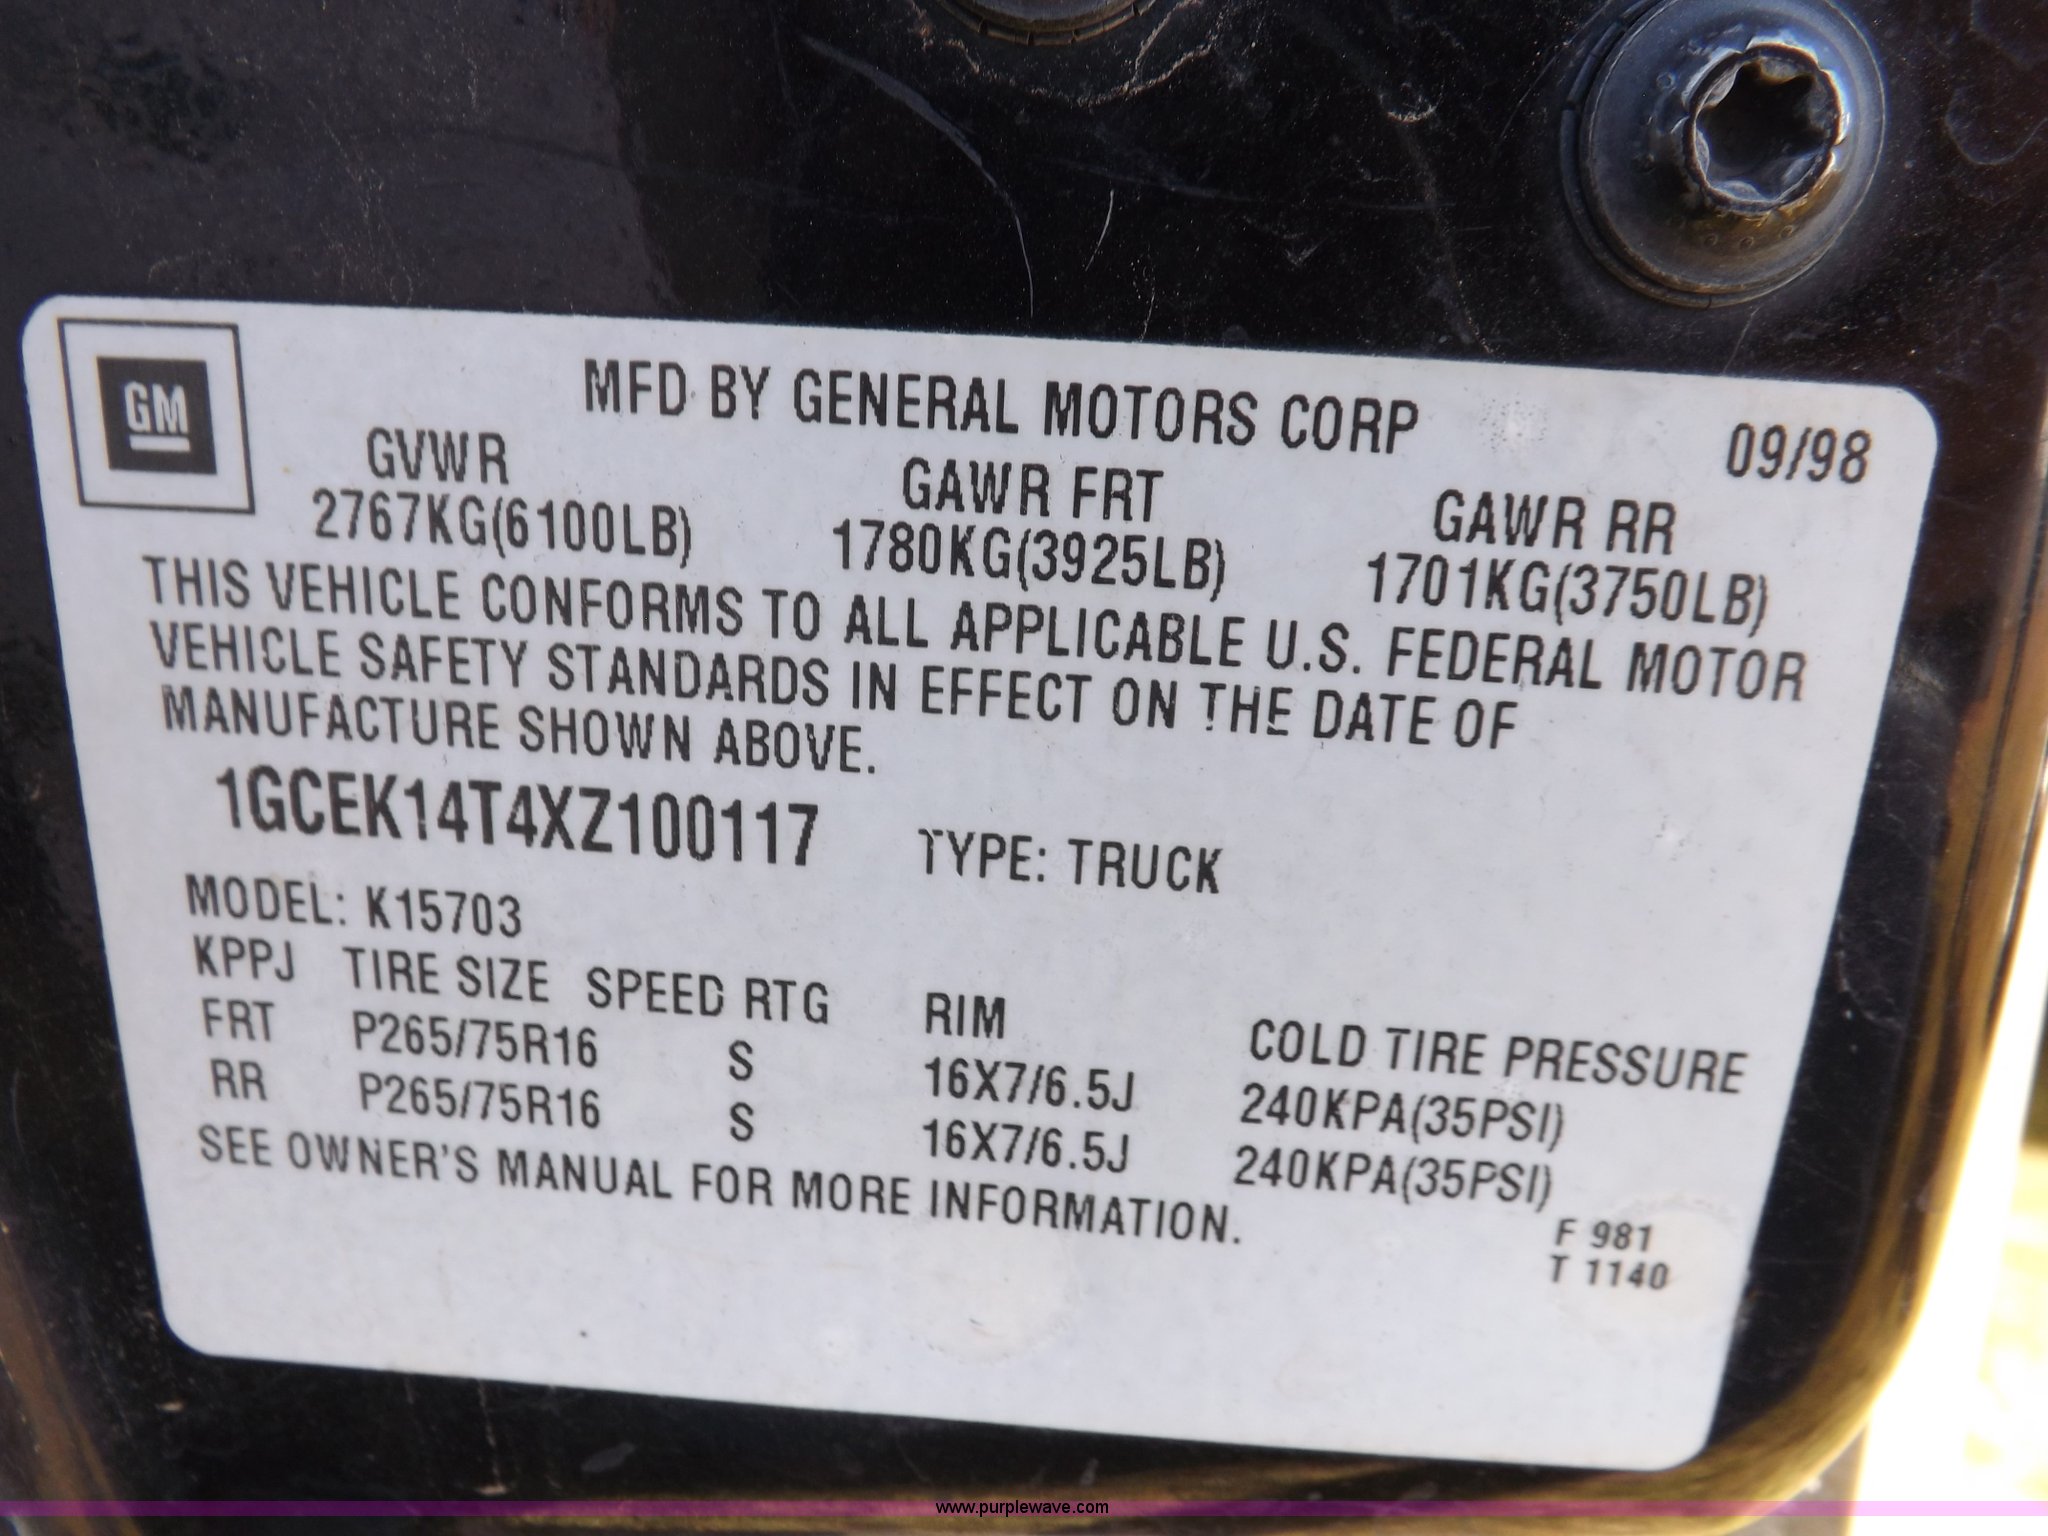 GM
MFD BY GENERAL MOTORS CORP 09/98
GVWR GAWR FRT GAWR RR
2767KG(6100LB) 1780KG(3925LB) 1701KG(3750LB)
THIS VEHICLE CONFORMS TO ALL APPLICABLE U.S. FEDERAL MOTOR
VEHICLE SAFETY STANDARDS IN EFFECT ON THE DATE OF
MANUFACTURE SHOWN ABOVE.
1GCEK14T4XZ100117 TYPE: TRUCK
MODEL: K15703
KPPJ TIRE SIZE SPEED RTG RIM COLD TIRE PRESSURE
FRT P265/75R16 S 16X7/6.5J 240KPA(35PSI)
RR P265/75R16 S 16X7/6.5J 240KPA(35PSI)
SEE OWNER'S MANUAL FOR MORE INFORMATION.
F 981
T 1140
www.purplewave.com